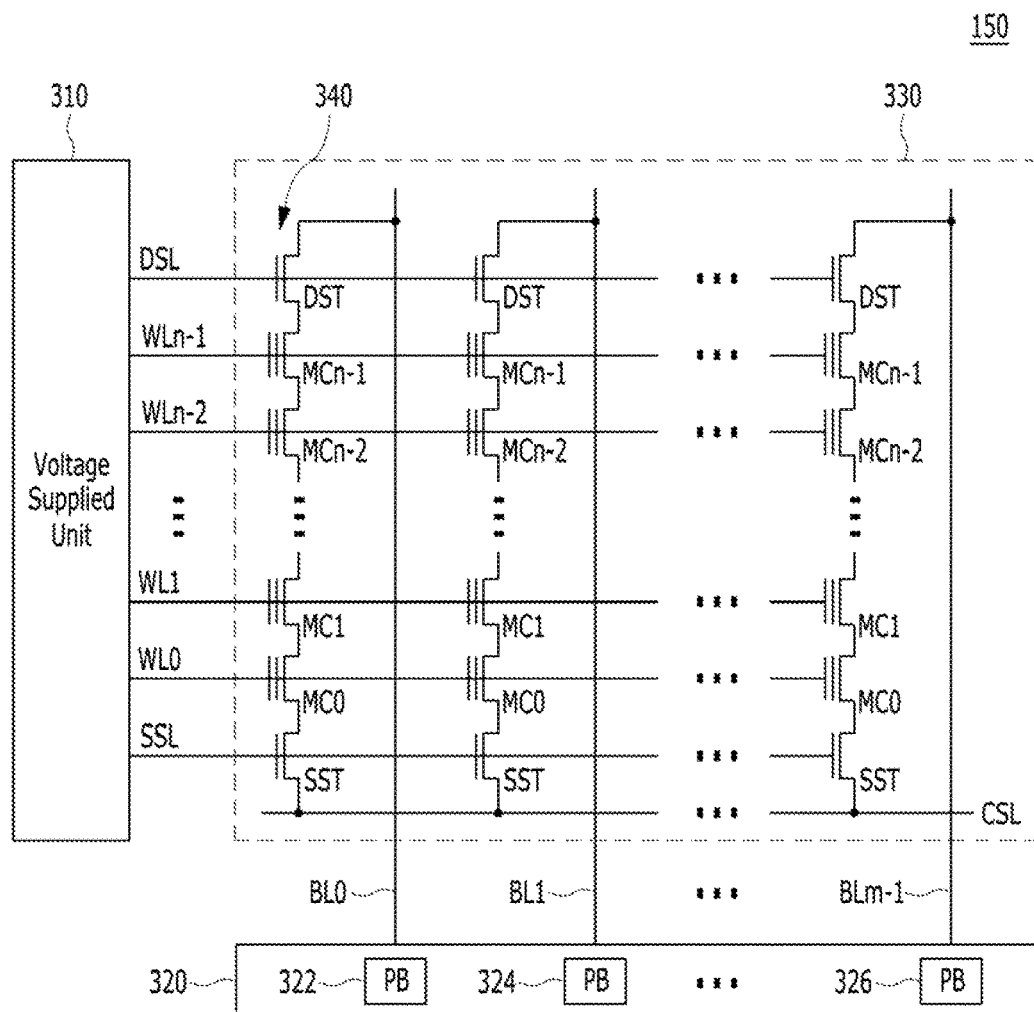 150
310
340
330
DSL
DST
DST
DST
WLn-1
MCn-1
MCn-1
MCn-1
WLn-2
MCn-2
MCn-2
MCn-2
Voltage
Supplied
Unit
WL1
MC1
MC1
MC1
WL0
MC0
MC0
MC0
SSL
SST
SST
SST
CSL
BL0
BL1
BLm-1
320
322
PB
324
PB
326
PB